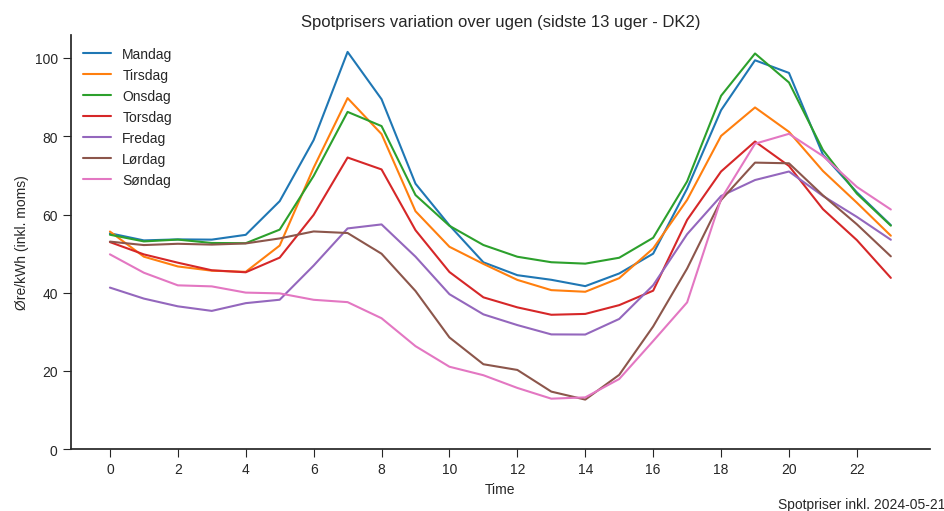 Spotprisers variation over ugen (sidste 13 uger - DK2)
Mandag
Tirsdag
Onsdag
Torsdag
Fredag
Lørdag
Søndag
Øre/kWh (inkl. moms)
100
80
60
40
20
0
0 2 4 6 8 10 12 14 16 18 20 22
Time
Spotpriser inkl. 2024-05-21